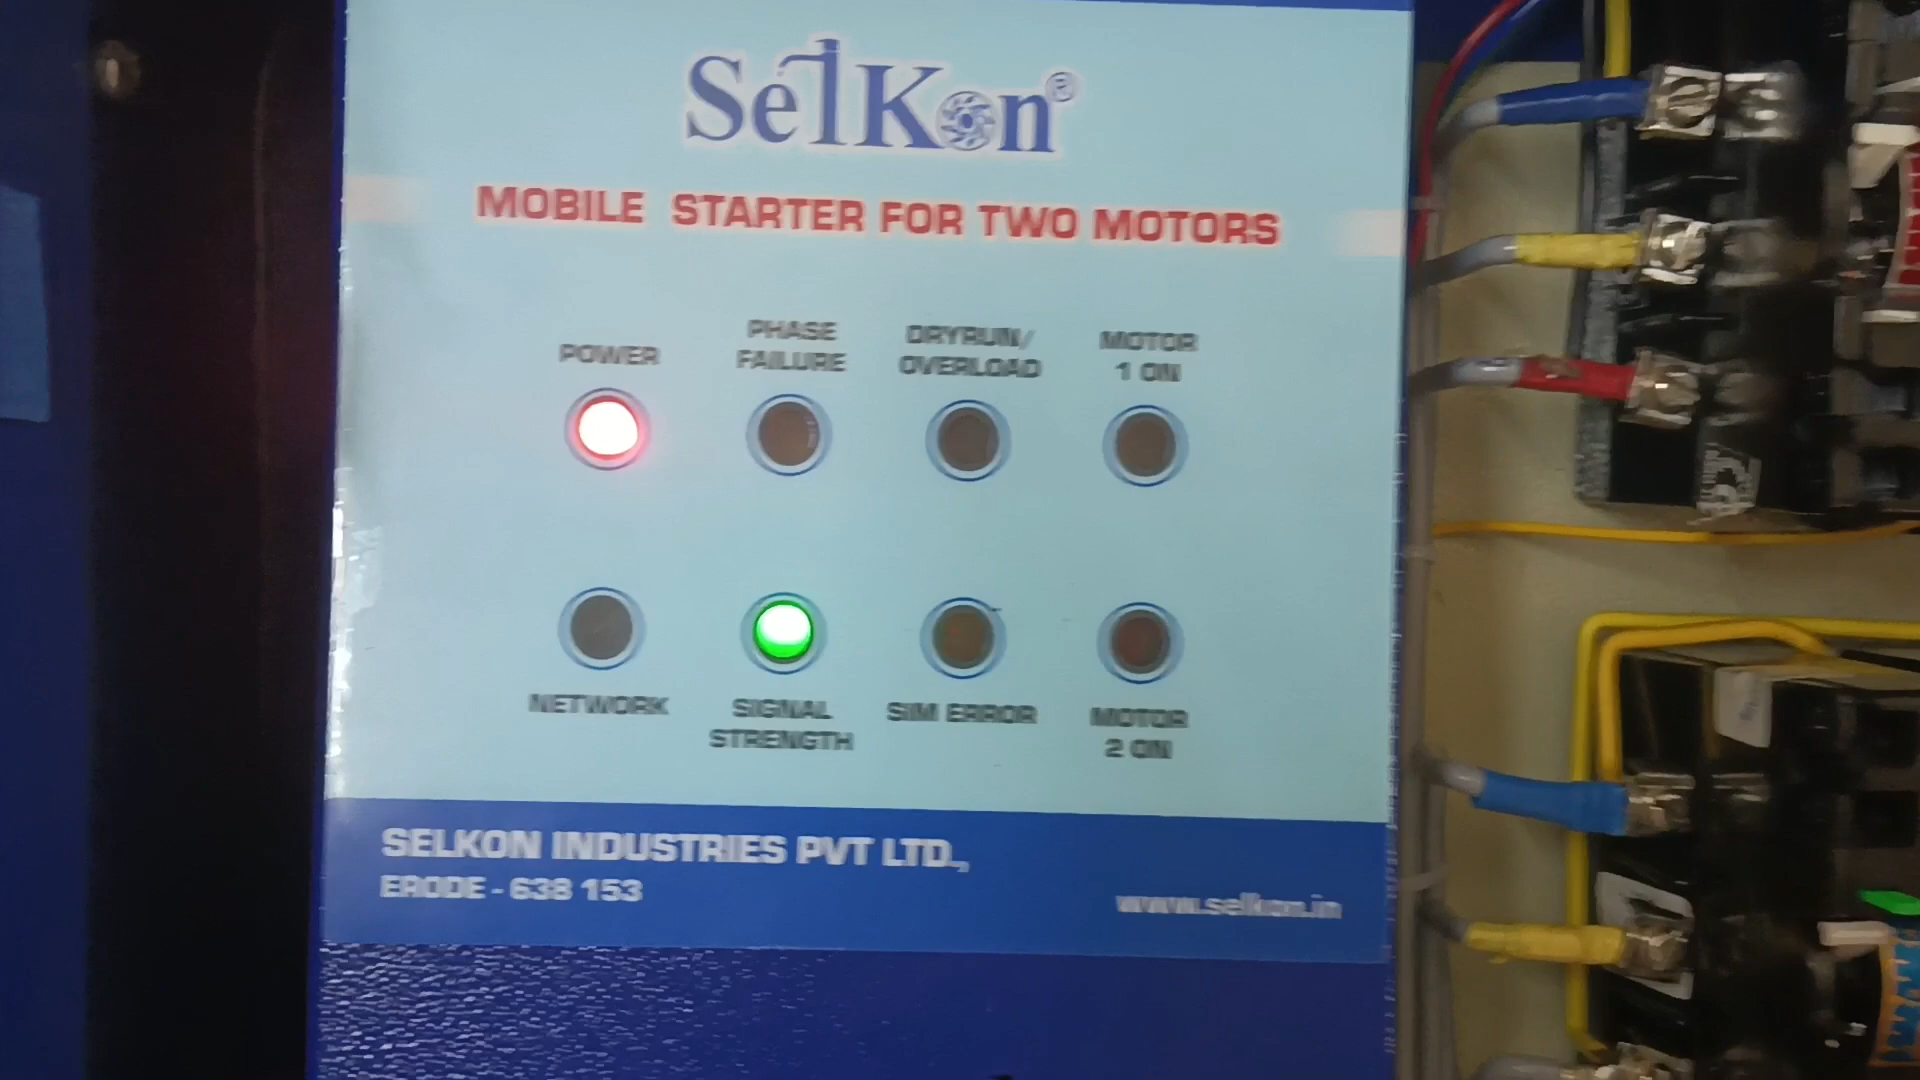 SelKon®
MOBILE STARTER FOR TWO MOTORS
POWER
PHASE
FAILURE
DRYRUN/
OVERLOAD
MOTOR
1 ON
NETWORK
SIGNAL
STRENGTH
SIM ERROR
MOTOR
2 ON
SELKON INDUSTRIES PVT LTD.,
ERODE - 638 153
www.selkon.in